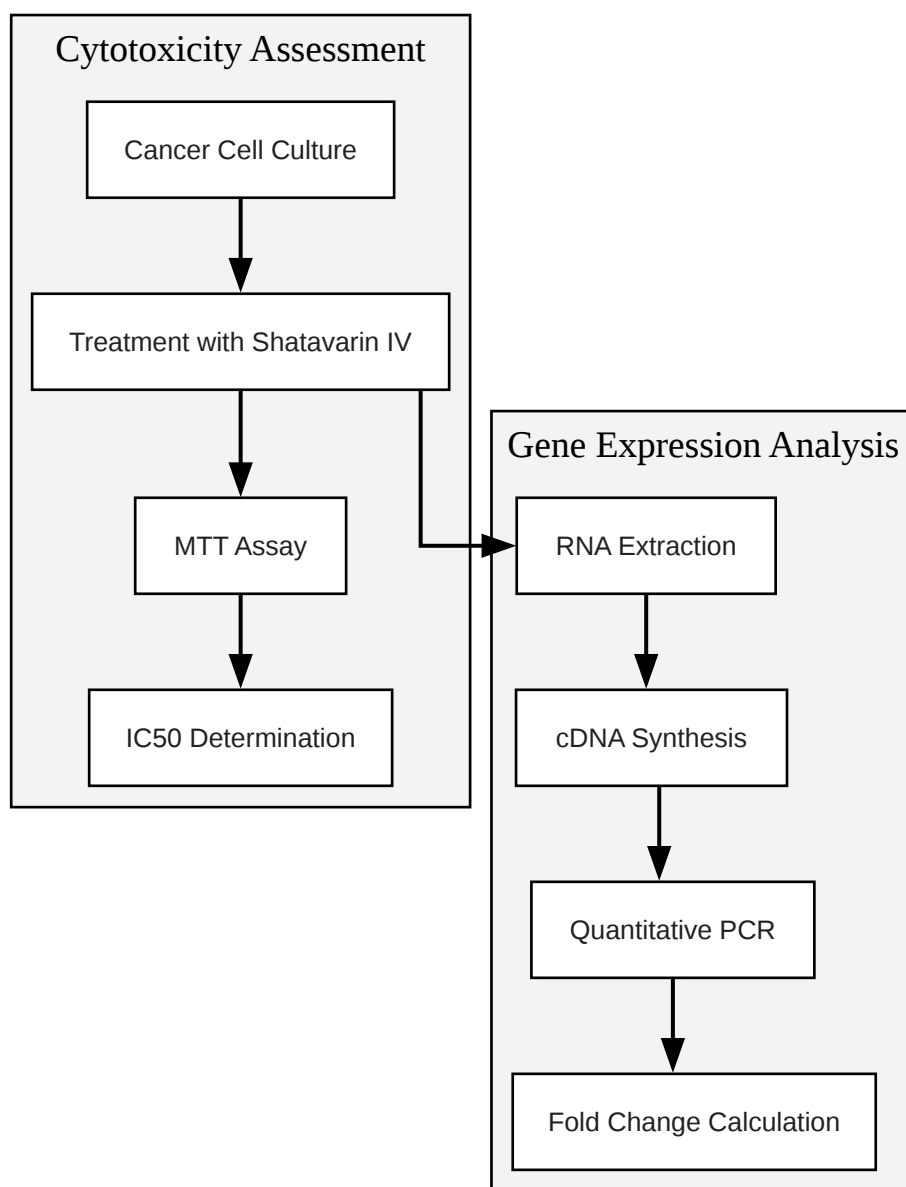 Cytotoxicity Assessment
Cancer Cell Culture
Treatment with Shatavarin IV
MTT Assay
IC50 Determination
Gene Expression Analysis
RNA Extraction
cDNA Synthesis
Quantitative PCR
Fold Change Calculation